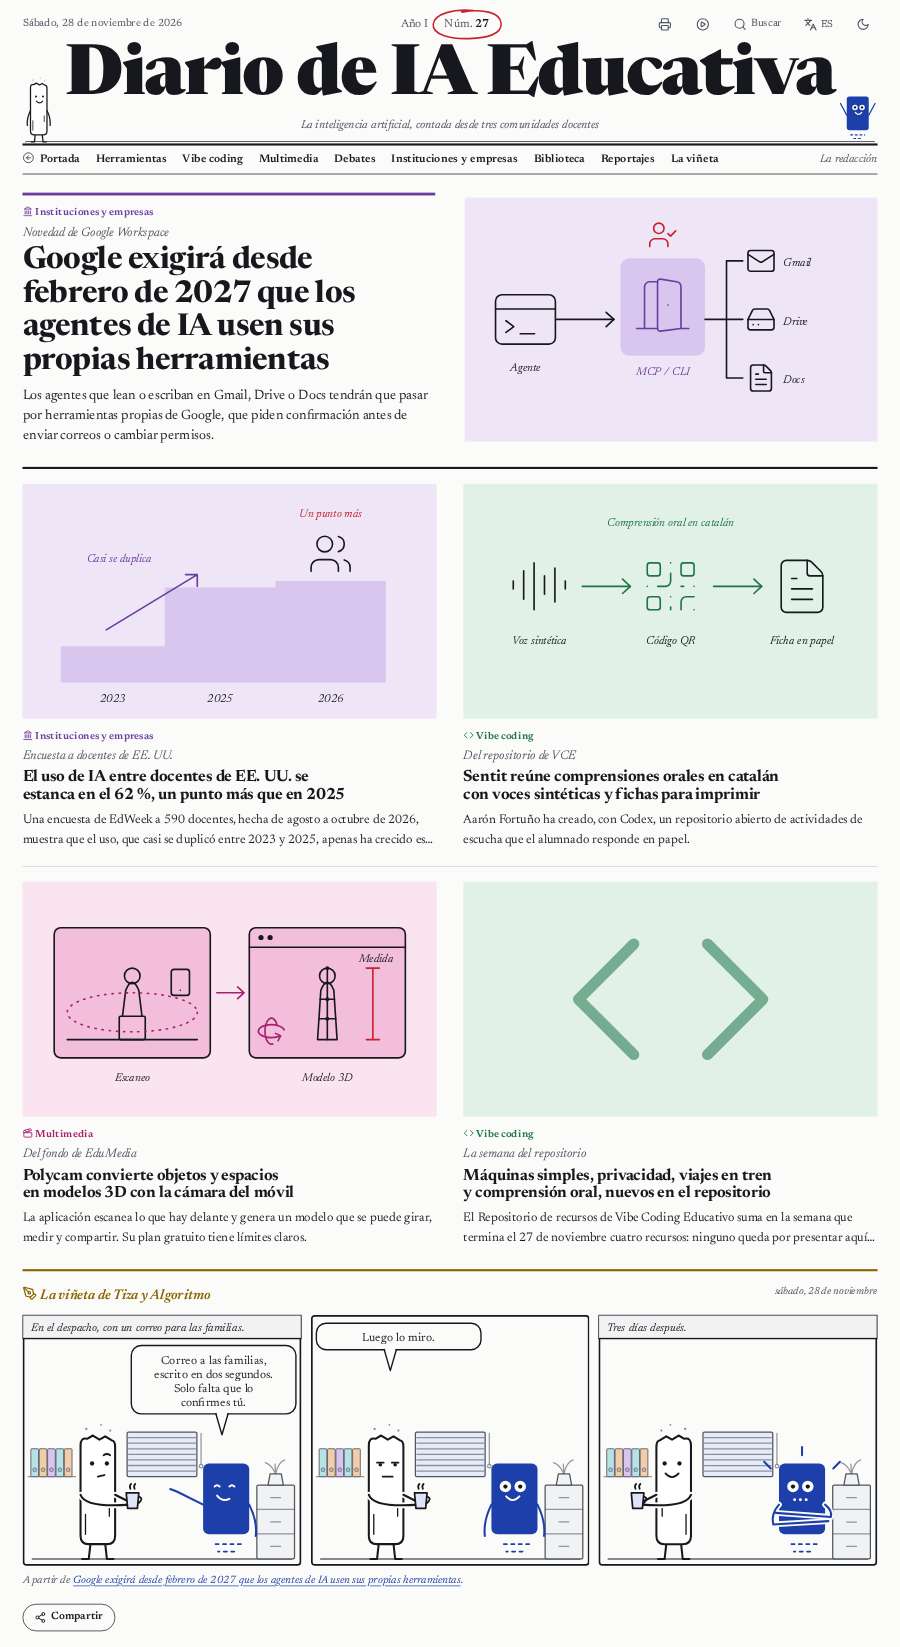 Sábado, 28 de noviembre de 2026
Año I Núm. 27
Buscar
ES
Diario de IA Educativa
La inteligencia artificial, contada desde tres comunidades docentes
Portada Herramientas Vibe coding Multimedia Debates Instituciones y empresas Biblioteca Reportajes La viñeta La redacción
Instituciones y empresas
Novedad de Google Workspace
Google exigirá desde
febrero de 2027 que los
agentes de IA usen sus
propias herramientas
Los agentes que lean o escriban en Gmail, Drive o Docs tendrán que pasar
por herramientas propias de Google, que piden confirmación antes de
enviar correos o cambiar permisos.
Agente
MCP / CLI
Gmail
Drive
Docs
Un punto más
Casi se duplica
2023 2025 2026
Instituciones y empresas
Encuesta a docentes de EE. UU.
El uso de IA entre docentes de EE. UU. se
estanca en el 62 %, un punto más que en 2025
Una encuesta de EdWeek a 590 docentes, hecha de agosto a octubre de 2026,
muestra que el uso, que casi se duplicó entre 2023 y 2025, apenas ha crecido es...
Comprensión oral en catalán
Voz sintética Código QR Ficha en papel
Vibe coding
Del repositorio de VCE
Sentit reúne comprensiones orales en catalán
con voces sintéticas y fichas para imprimir
Aarón Fortuño ha creado, con Codex, un repositorio abierto de actividades de
escucha que el alumnado responde en papel.
Medida
Escaneo Modelo 3D
Multimedia
Del fondo de EduMedia
Polycam convierte objetos y espacios
en modelos 3D con la cámara del móvil
La aplicación escanea lo que hay delante y genera un modelo que se puede girar,
medir y compartir. Su plan gratuito tiene límites claros.
Vibe coding
La semana del repositorio
Máquinas simples, privacidad, viajes en tren
y comprensión oral, nuevos en el repositorio
El Repositorio de recursos de Vibe Coding Educativo suma en la semana que
termina el 27 de noviembre cuatro recursos: ninguno queda por presentar aquí...
La viñeta de Tiza y Algoritmo
sábado, 28 de noviembre
En el despacho, con un correo para las familias.
Correo a las familias,
escrito en dos segundos.
Solo falta que lo
confirmes tú.
Luego lo miro.
Tres días después.
A partir de Google exigirá desde febrero de 2027 que los agentes de IA usen sus propias herramientas.
Compartir